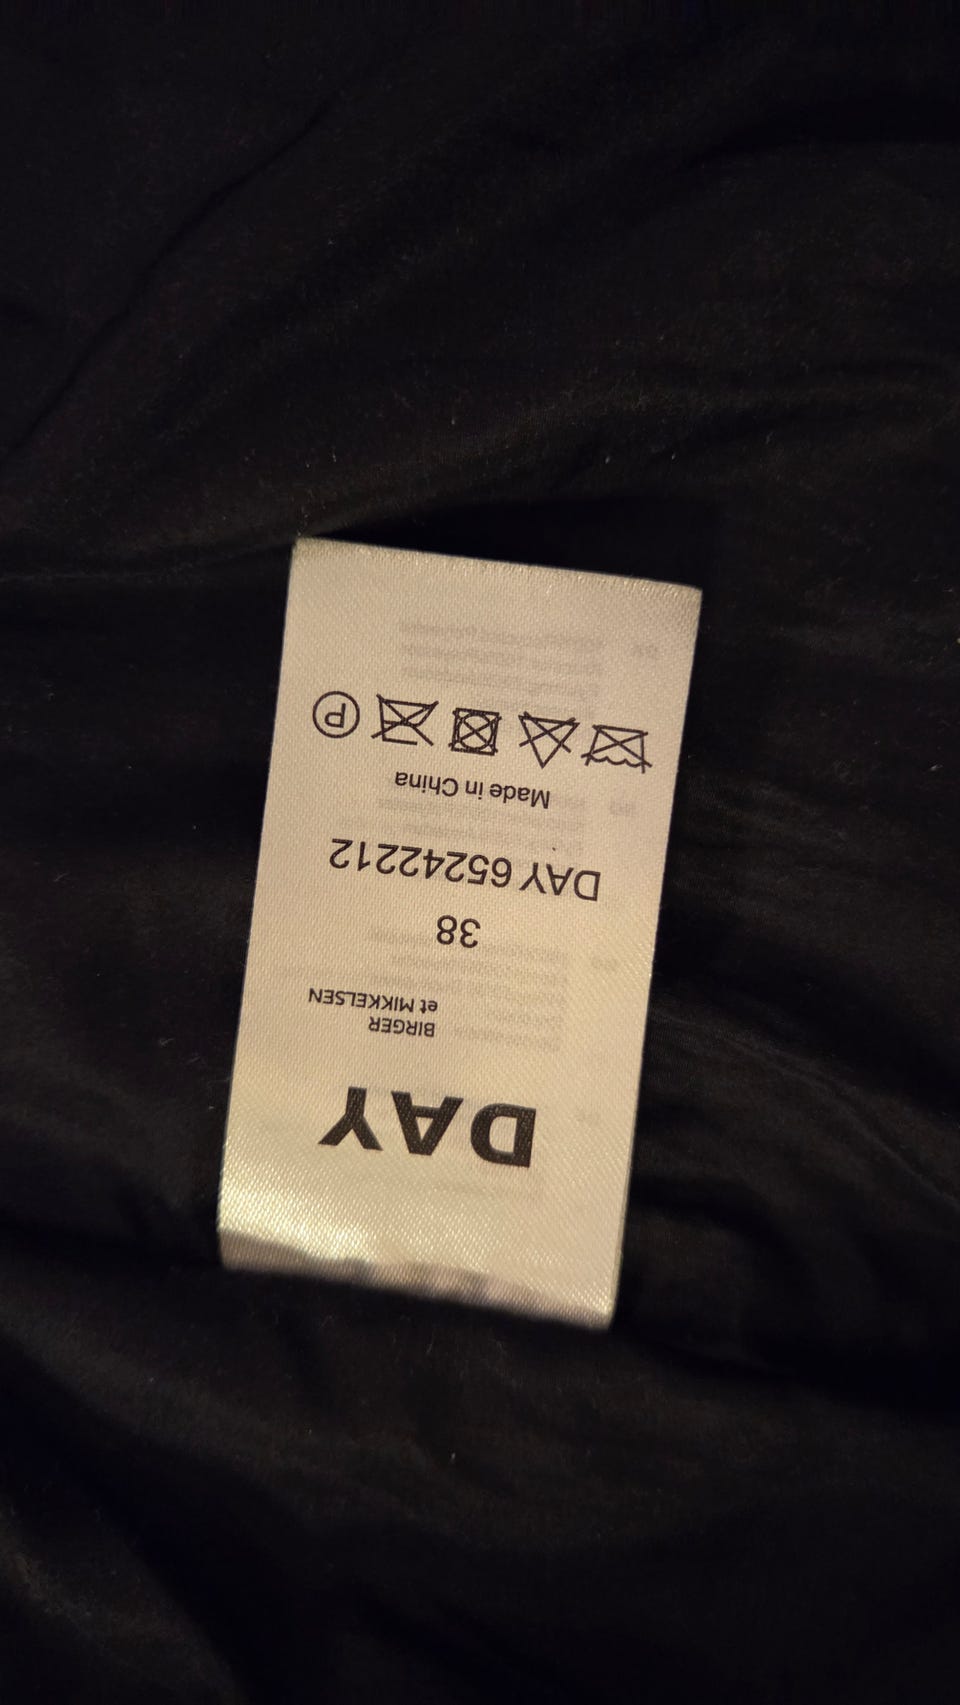 DAY
BIRGER
et MIKKELSEN
38
DAY 65242212
Made in China
P